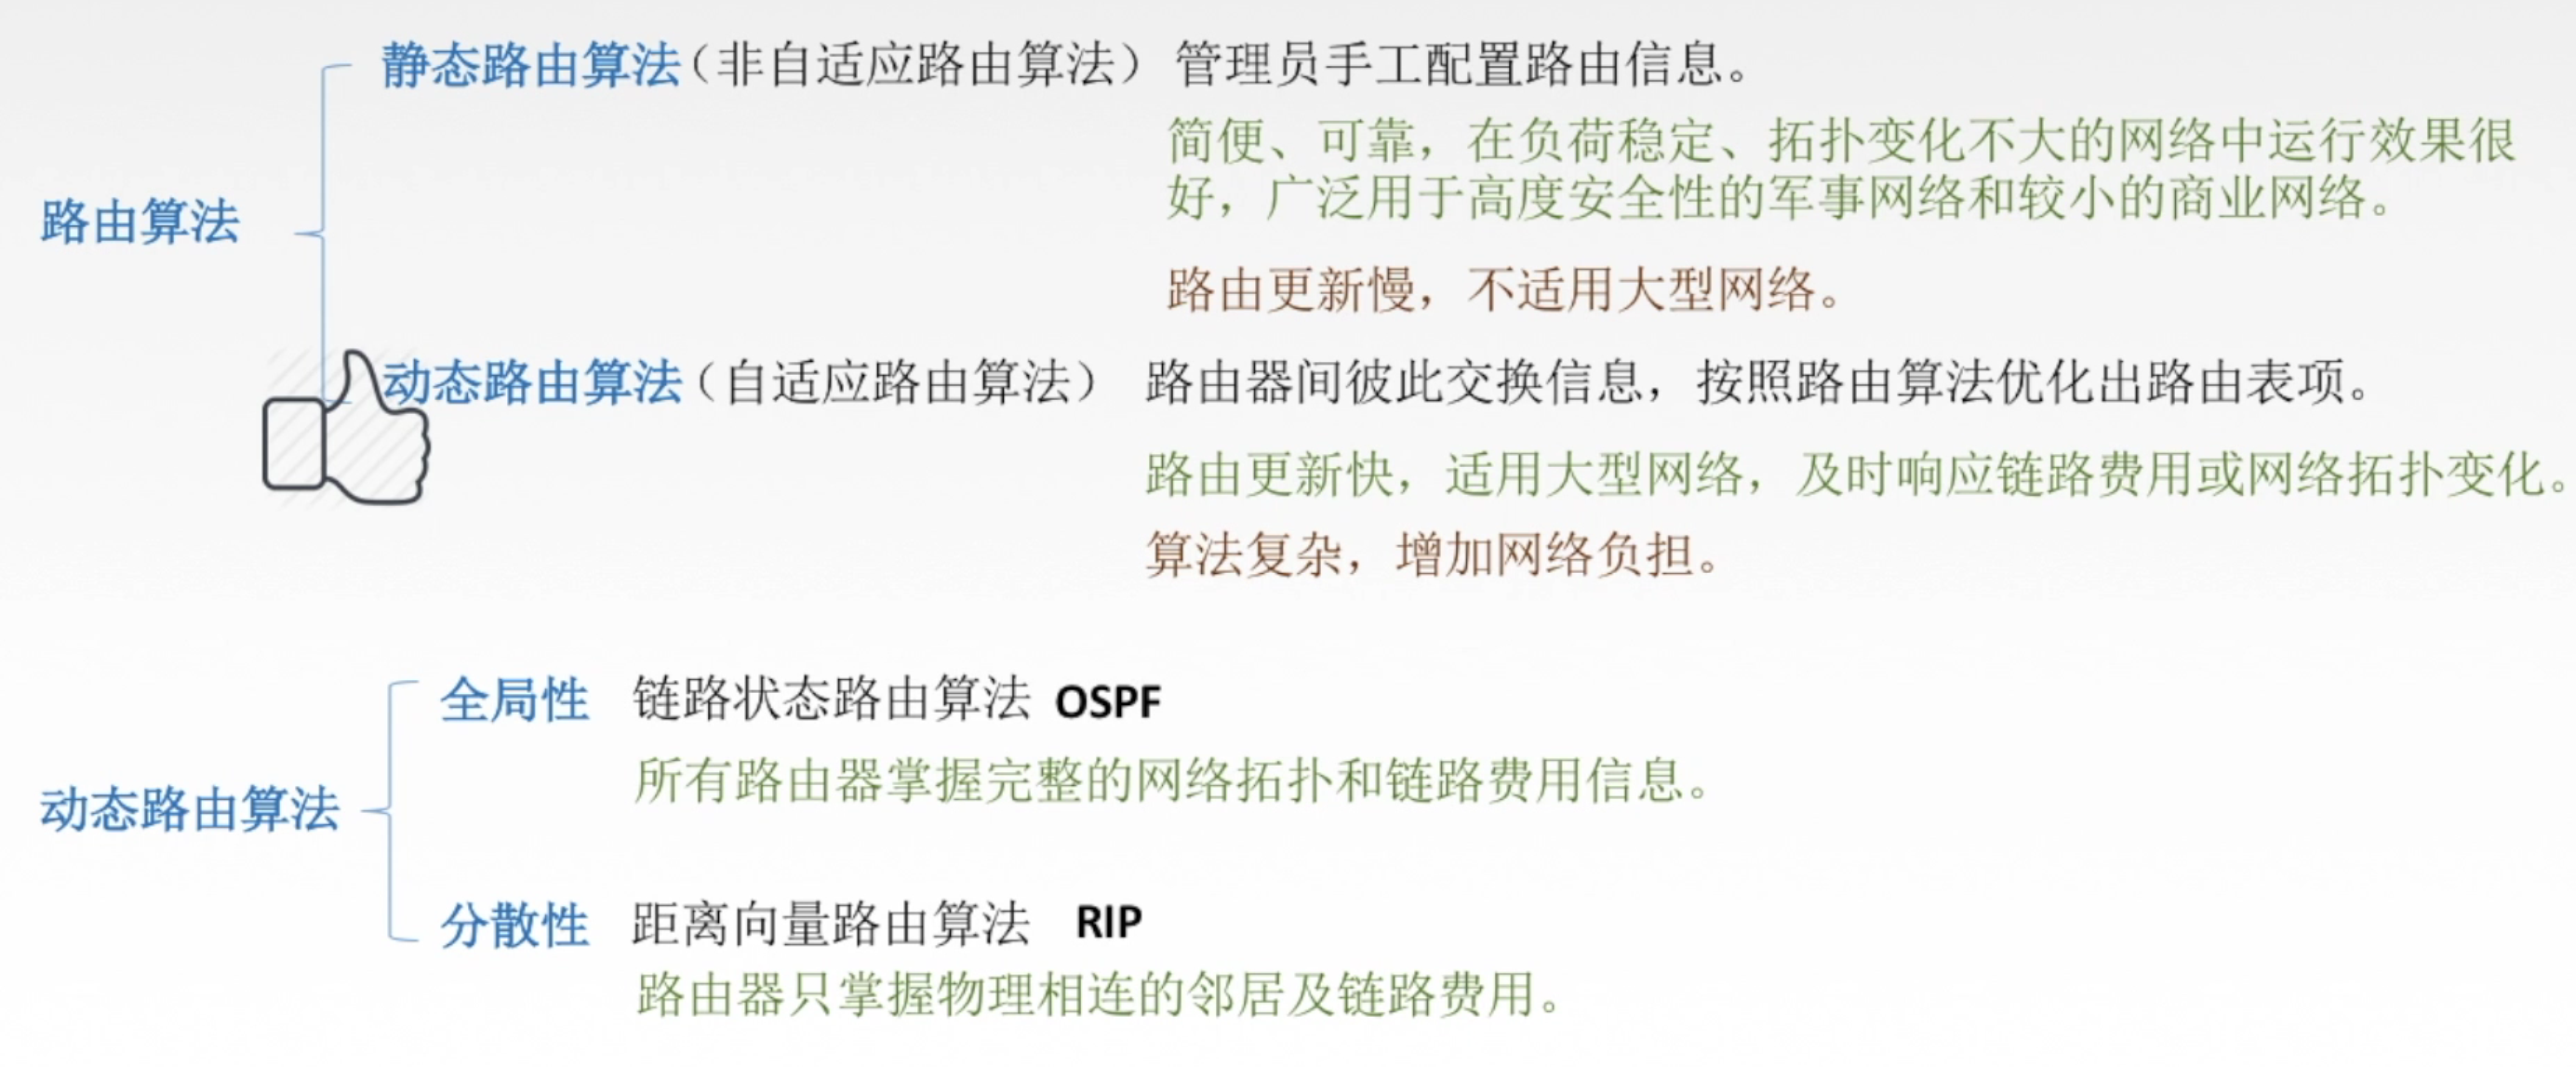 静态路由算法（非自适应路由算法） 管理员手工配置路由信息。
简便、可靠，在负荷稳定、拓扑变化不大的网络中运行效果很
好，广泛用于高度安全性的军事网络和较小的商业网络。
路由算法
路由更新慢，不适用大型网络。
动态路由算法（自适应路由算法） 路由器间彼此交换信息，按照路由算法优化出路由表项。
路由更新快，适用大型网络，及时响应链路费用或网络拓扑变化。
算法复杂，增加网络负担。
全局性 链路状态路由算法 OSPF
所有路由器掌握完整的网络拓扑和链路费用信息。
动态路由算法
分散性 距离向量路由算法 RIP
路由器只掌握物理相连的邻居及链路费用。